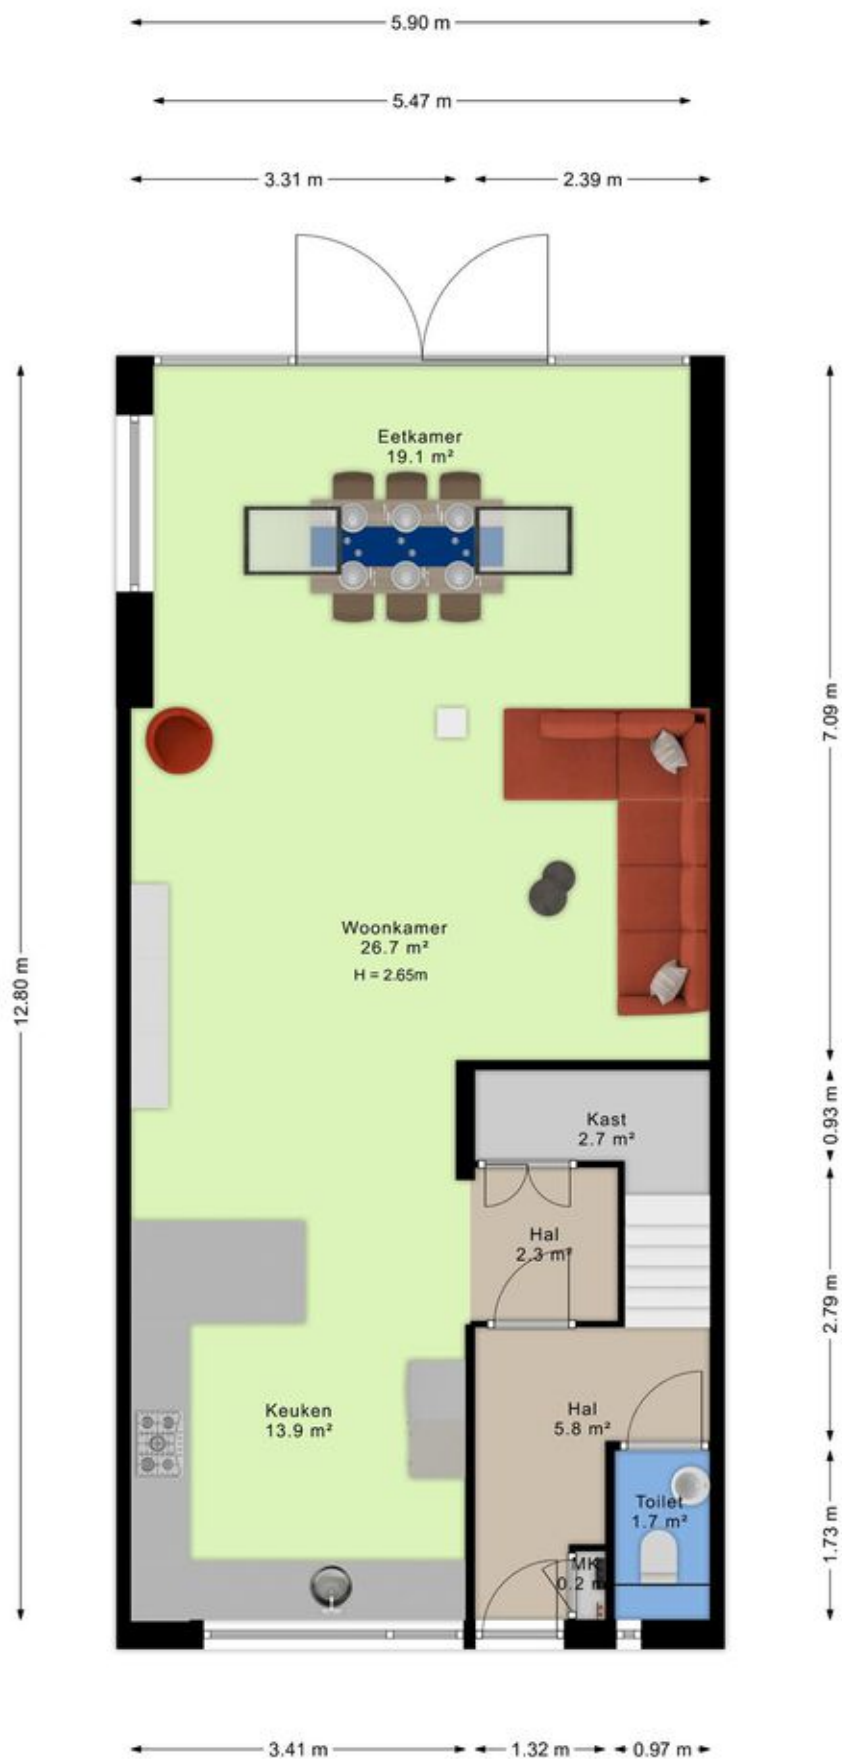 5.90 m
5.47 m
3.31 m
2.39 m
Eetkamer
19.1 m²
7.09 m
Woonkamer
26.7 m²
H = 2.65m
12.80 m
Kast
2.7 m²
0.93 m
Hal
2.3 m²
2.79 m
Keuken
13.9 m²
Hal
5.8 m²
Toilet
1.7 m²
1.73 m
MK
0.2 m
3.41 m
1.32 m
0.97 m